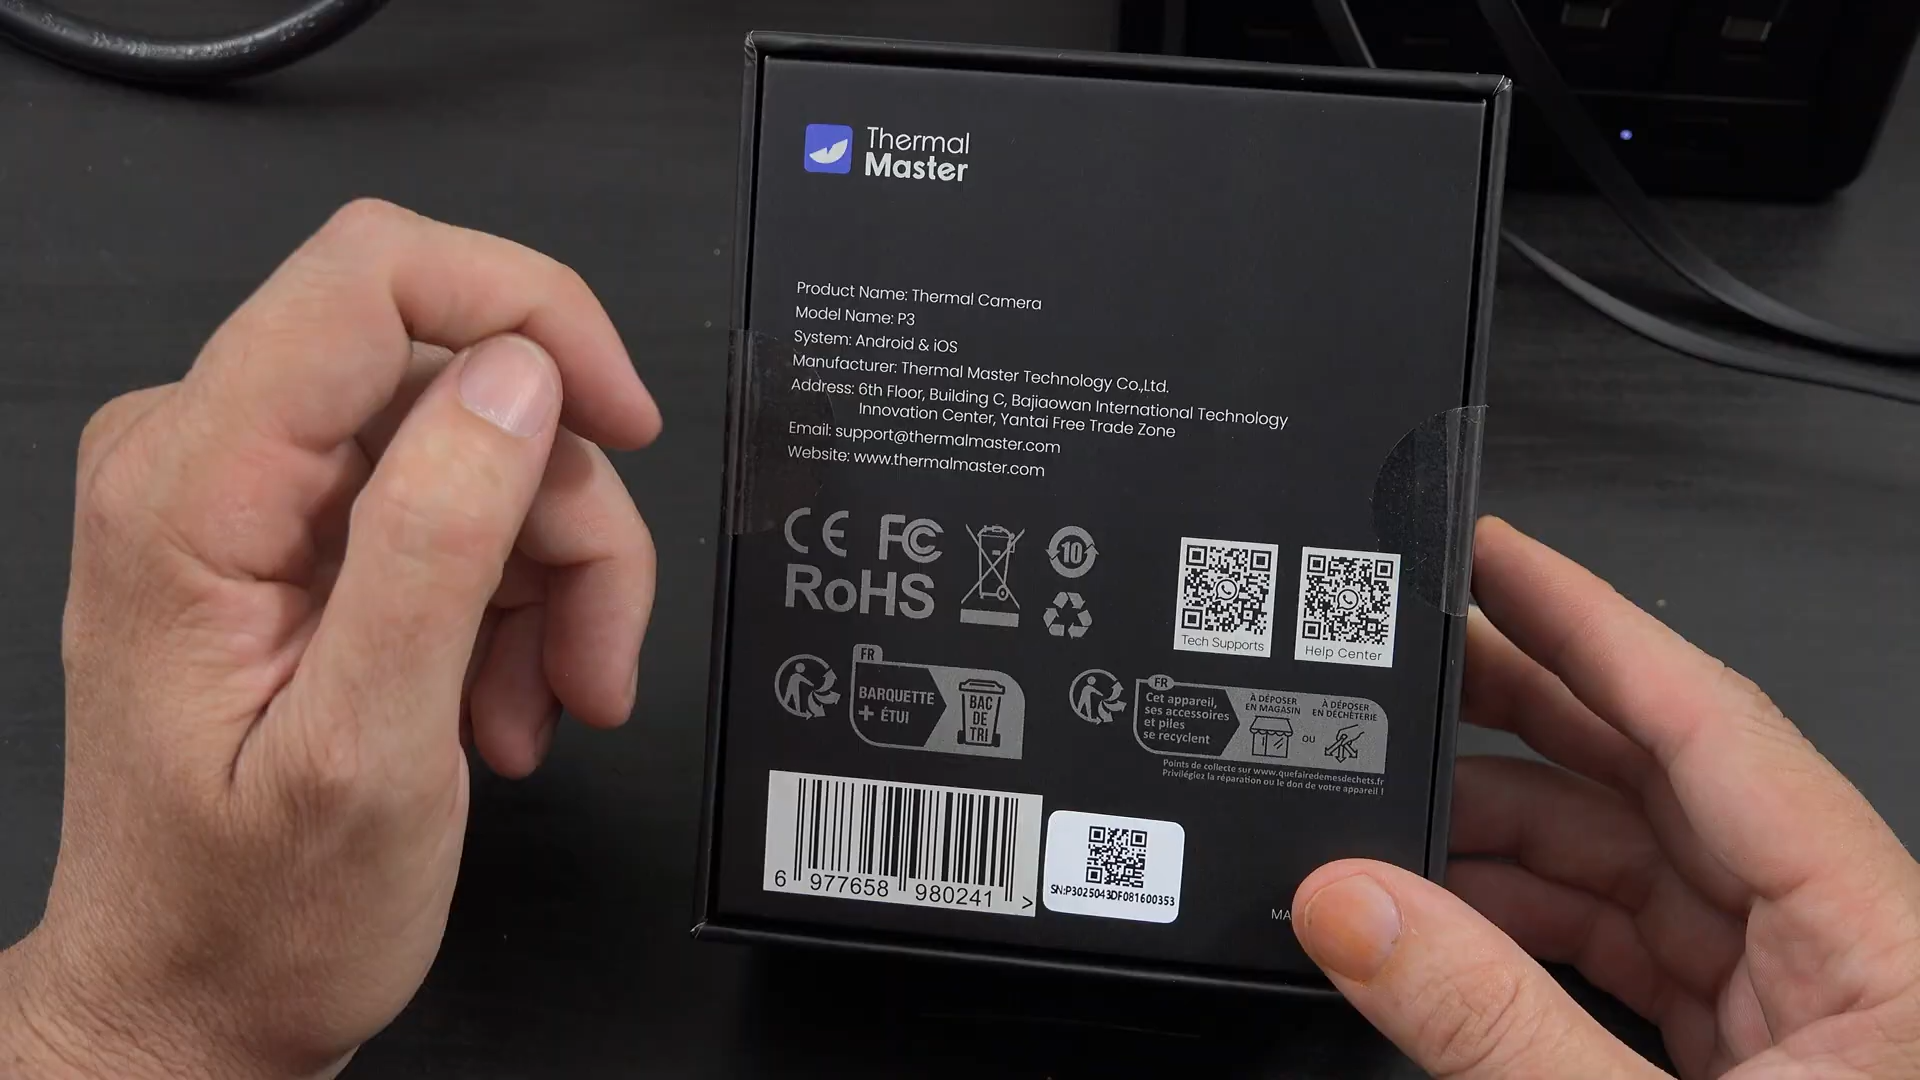 Thermal
Master
Product Name: Thermal Camera
Model Name: P3
System: Android & iOS
Manufacturer: Thermal Master Technology Co.,Ltd.
Address: 6th Floor, Building C, Bajiaowan International Technology
Innovation Center, Yantai Free Trade Zone
Email: support@thermalmaster.com
Website: www.thermalmaster.com
CE FC
RoHS
10
Tech Supports
Help Center
FR
BARQUETTE
+ ÉTUI
BAC
DE
TRI
FR
Cet appareil,
ses accessoires
et piles
se recyclent
À DÉPOSER
EN MAGASIN
OU
À DÉPOSER
EN DÉCHÈTERIE
Points de collecte sur www.quefairedemesdechets.fr
Privilégiez la réparation ou le don de votre appareil !
6 977658 980241 >
SN:P3025043DF081600353
MA